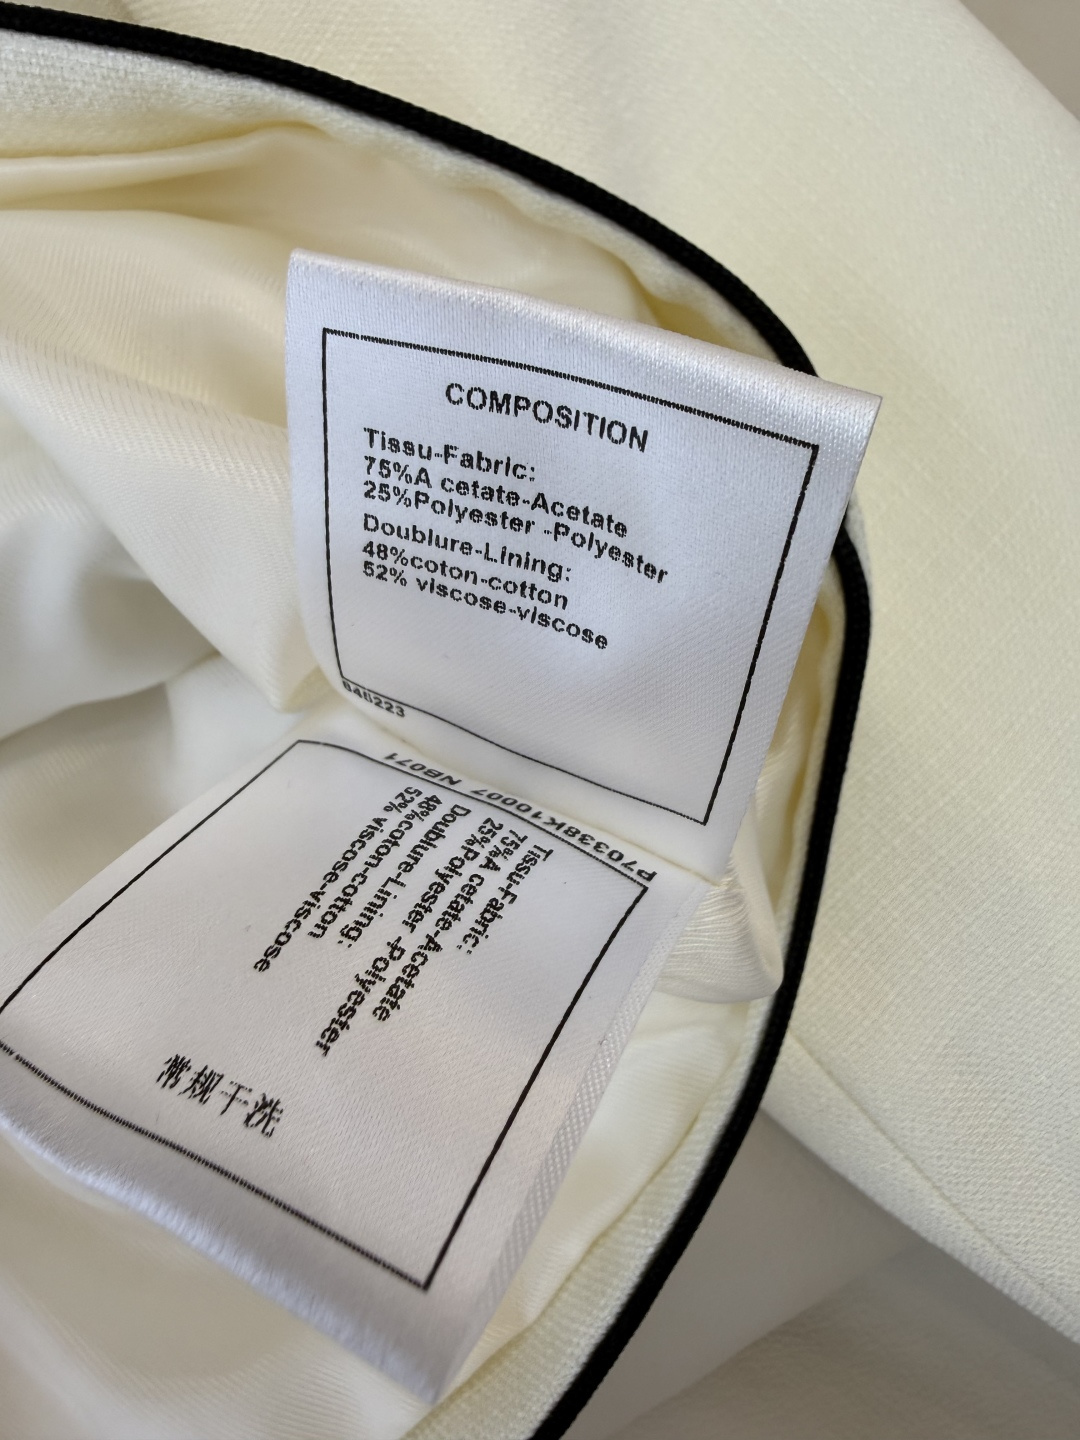 COMPOSITION
Tissu-Fabric:
75%A cetate-Acetate
25%Polyester -Polyester
Doublure-Lining:
48%coton-cotton
52% viscose-viscose
P70338K10007 NB071
Tissu-Fabric:
75%A cetate-Acetate
25%Polyester -Polyester
Doublure-Lining:
48%coton-cotton
52% viscose-viscose
常规干洗